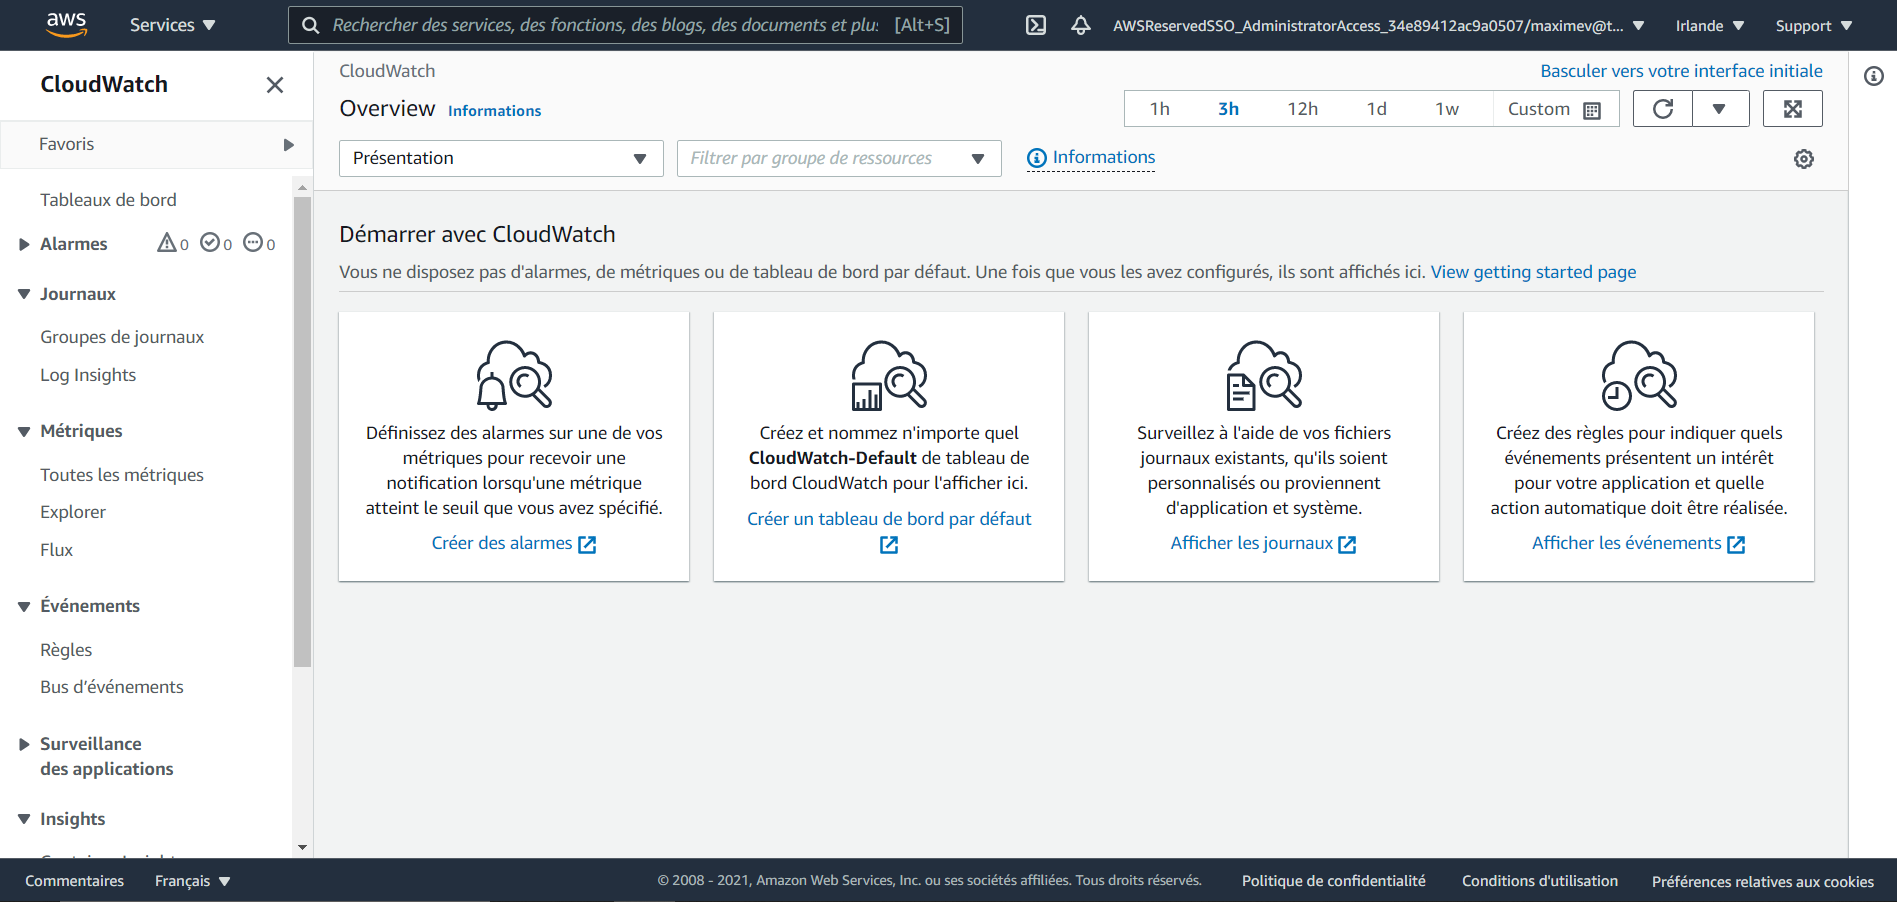 aws
Services
Rechercher des services, des fonctions, des blogs, des documents et plus
[Alt+S]
AWSReservedSSO_AdministratorAccess_34e89412ac9a0507/maximev@t...
Irlande
Support
CloudWatch
Favoris
Tableaux de bord
Alarmes 0 0 0
Journaux
Groupes de journaux
Log Insights
Métriques
Toutes les métriques
Explorer
Flux
Événements
Règles
Bus d'événements
Surveillance
des applications
Insights
CloudWatch
Basculer vers votre interface initiale
Overview Informations
1h 3h 12h 1d 1w Custom
Présentation
Filtrer par groupe de ressources
Informations
Démarrer avec CloudWatch
Vous ne disposez pas d'alarmes, de métriques ou de tableau de bord par défaut. Une fois que vous les avez configurés, ils sont affichés ici. View getting started page
Définissez des alarmes sur une de vos
métriques pour recevoir une
notification lorsqu'une métrique
atteint le seuil que vous avez spécifié.
Créer des alarmes
Créez et nommez n'importe quel
CloudWatch-Default de tableau de
bord CloudWatch pour l'afficher ici.
Créer un tableau de bord par défaut
Surveillez à l'aide de vos fichiers
journaux existants, qu'ils soient
personnalisés ou proviennent
d'application et système.
Afficher les journaux
Créez des règles pour indiquer quels
événements présentent un intérêt
pour votre application et quelle
action automatique doit être réalisée.
Afficher les événements
Commentaires
Français
© 2008 - 2021, Amazon Web Services, Inc. ou ses sociétés affiliées. Tous droits réservés.
Politique de confidentialité
Conditions d'utilisation
Préférences relatives aux cookies